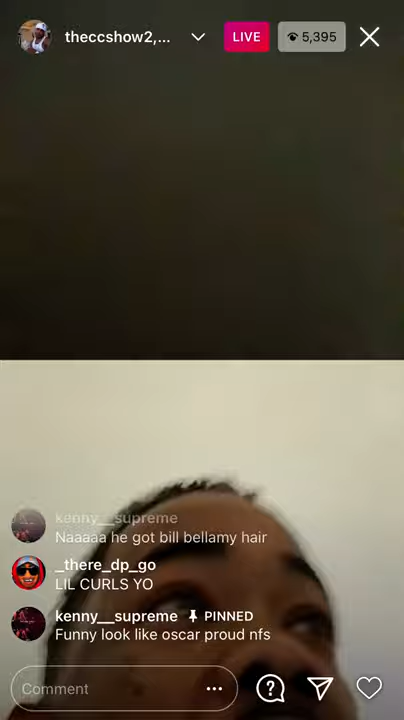 theccshow2,...
LIVE
5,395
kenny__supreme
Naaaaa he got bill bellamy hair
_there_dp_go
LIL CURLS YO
kenny__supreme PINNED
Funny look like oscar proud nfs
Comment